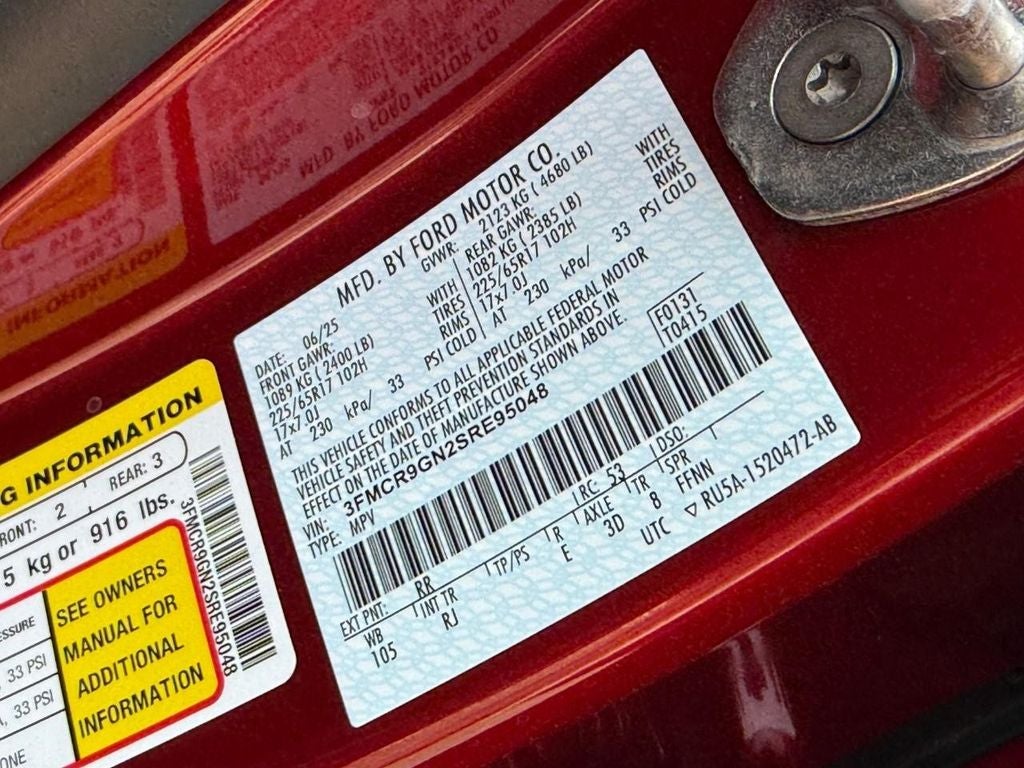 MFD. BY FORD MOTOR CO.
DATE: 06/25 GVWR: 2123 KG ( 4680 LB)
FRONT GAWR: REAR GAWR:
1089 KG ( 2400 LB) WITH 1082 KG ( 2385 LB) WITH
225/65R17 102H TIRES 225/65R17 102H TIRES
17x7.0J RIMS 17x7.0J RIMS
AT 230 kPa/ 33 PSI COLD AT 230 kPa/ 33 PSI COLD
THIS VEHICLE CONFORMS TO ALL APPLICABLE FEDERAL MOTOR
VEHICLE SAFETY AND THEFT PREVENTION STANDARDS IN
EFFECT ON THE DATE OF MANUFACTURE SHOWN ABOVE.
VIN: 3FMCR9GN2SRE95048 F0131
TYPE: MPV T0415
EXT PNT: RR RC: 53 DSO:
WB INT TR TP/PS R AXLE TR SPR
105 RJ E 3D 8 FFNN
UTC ▽ RU5A-1520472-AB
G INFORMATION
RONT: 2 REAR: 3
5 kg or 916 lbs.
3FMCR9GN2SRE95048
ESSURE
, 33 PSI
, 33 PSI
ONE
SEE OWNERS
MANUAL FOR
ADDITIONAL
INFORMATION